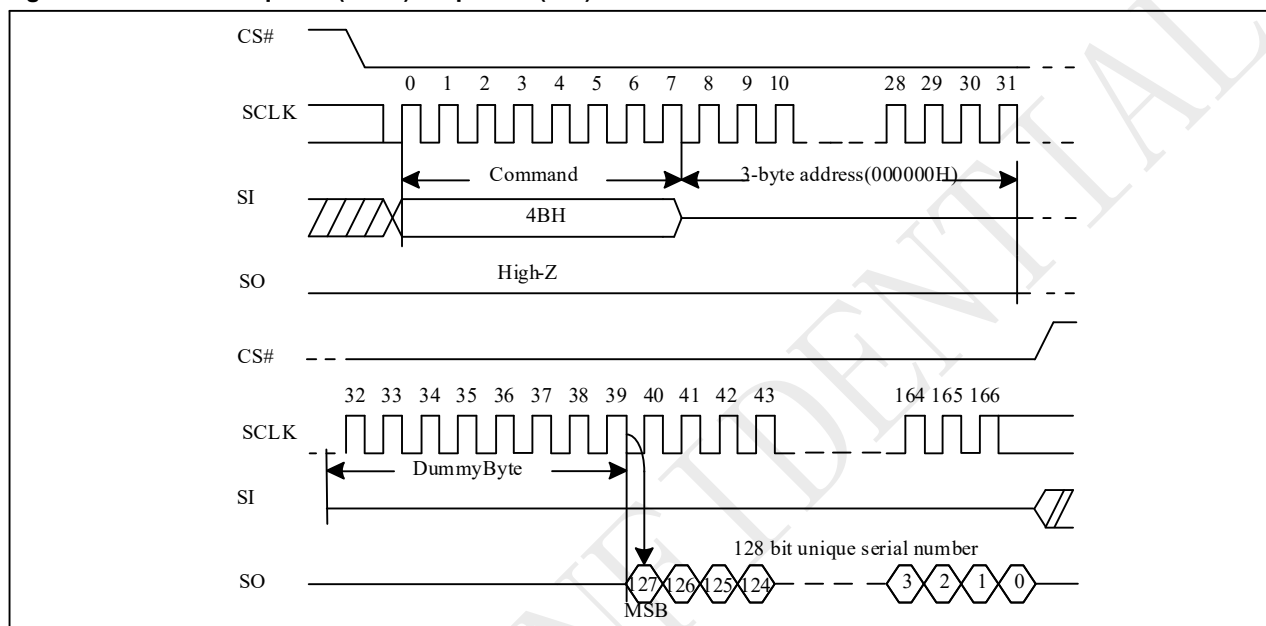 CS#
0 1 2 3 4 5 6 7 8 9 10 28 29 30 31
SCLK
Command 3-byte address(000000H)
SI
4BH
High-Z
SO
CS#
32 33 34 35 36 37 38 39 40 41 42 43 164 165 166
SCLK
DummyByte
SI
128 bit unique serial number
SO
127 126 125 124 3 2 1 0
MSB